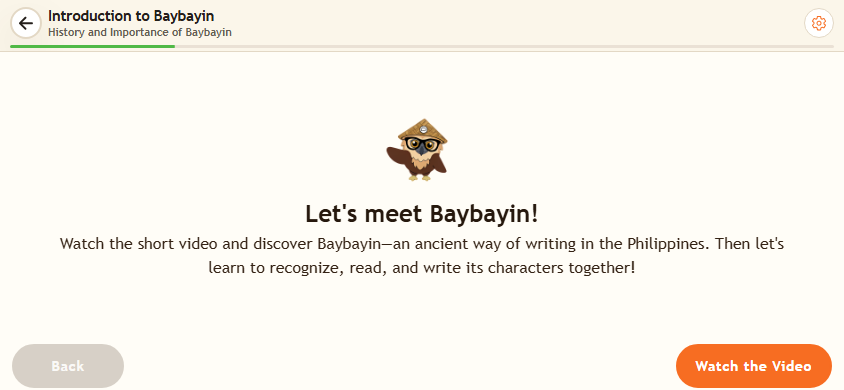 Introduction to Baybayin
History and Importance of Baybayin
Let's meet Baybayin!
Watch the short video and discover Baybayin—an ancient way of writing in the Philippines. Then let's
learn to recognize, read, and write its characters together!
Back
Watch the Video